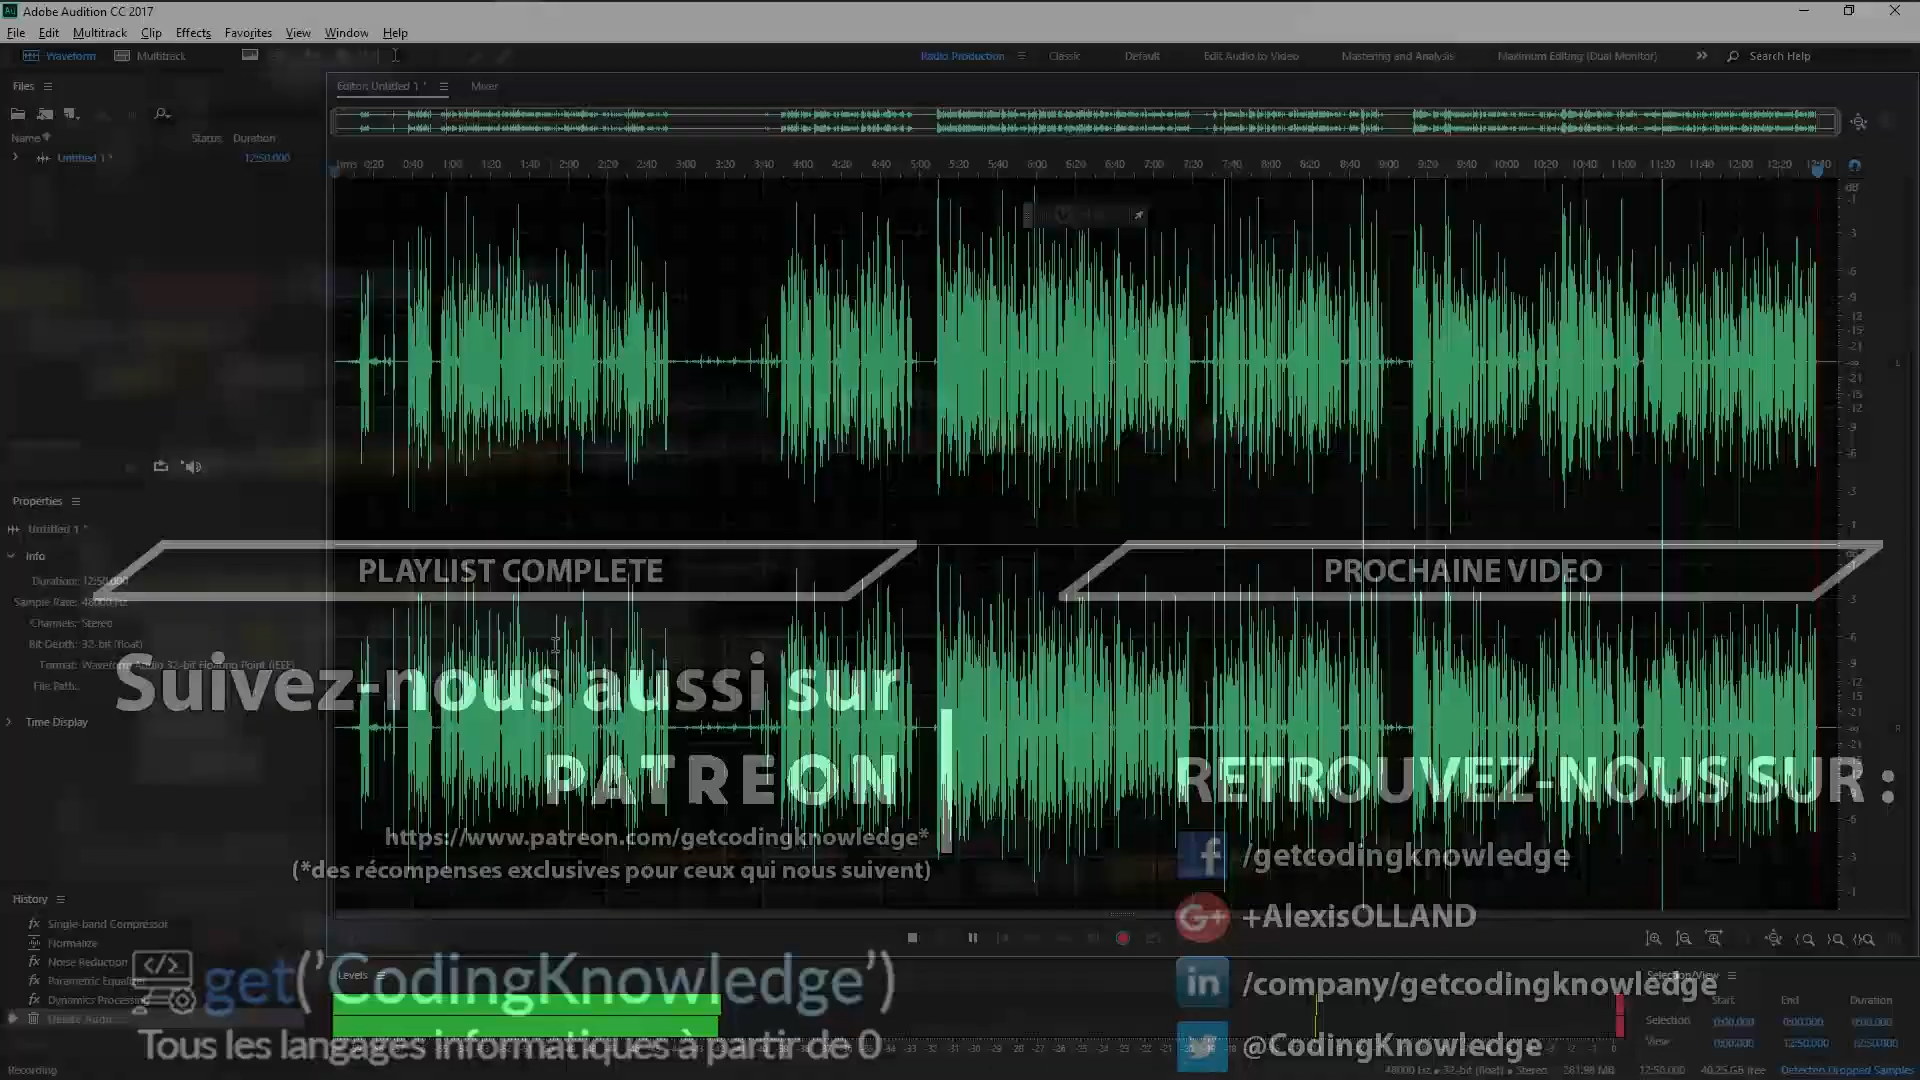 Adobe Audition CC 2017
File Edit Multitrack Clip Effects Favorites View Window Help
Waveform Multitrack
Radio Production Classic Default Edit Audio to Video Mastering and Analysis Maximum Editing (Dual Monitor) Search Help
Files
Editor: Untitled 1 * Mixer
Name Status Duration
Untitled 1 * 12:50.000
hms 0:20 0:40 1:00 1:20 1:40 2:00 2:20 2:40 3:00 3:20 3:40 4:00 4:20 4:40 5:00 5:20 5:40 6:00 6:20 6:40 7:00 7:20 7:40 8:00 8:20 8:40 9:00 9:20 9:40 10:00 10:20 10:40 11:00 11:20 11:40 12:00 12:20 12:40
dB
Properties
Untitled 1 *
Info
Duration: 12:50.000
Sample Rate: 48000 Hz
Channels: Stereo
Bit Depth: 32-bit (float)
Format: Waveform Audio 32-bit Floating Point (IEEE)
File Path:
Time Display
PLAYLIST COMPLETE
PROCHAINE VIDEO
Suivez-nous aussi sur
PATREON
https://www.patreon.com/getcodingknowledge*
(*des récompenses exclusives pour ceux qui nous suivent)
RETROUVEZ-NOUS SUR :
/getcodingknowledge
+AlexisOLLAND
/company/getcodingknowledge
@CodingKnowledge
History
Single-band Compressor
Normalize
Noise Reduction
Parametric Equalizer
Dynamics Processing
Delete Audio
get('CodingKnowledge')
Tous les langages informatiques à partir de 0
Levels
Selection/View
Start End Duration
Selection 0:00.000 0:00.000 0:00.000
View 0:00.000 12:50.000 12:50.000
Recording
48000 Hz • 32-bit (float) • Stereo 281.98 MB 12:50.000 40.25 GB free Detecten Dropped Samples